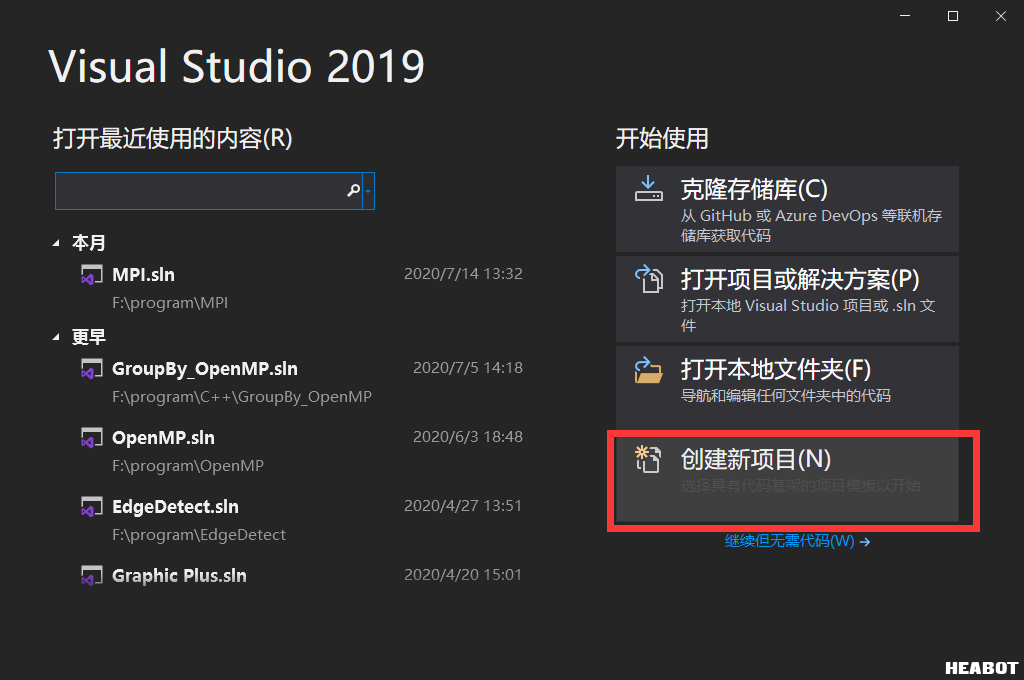 Visual Studio 2019
打开最近使用的内容(R)
本月
MPI.sln 2020/7/14 13:32
F:\program\MPI
更早
GroupBy_OpenMP.sln 2020/7/5 14:18
F:\program\C++\GroupBy_OpenMP
OpenMP.sln 2020/6/3 18:48
F:\program\OpenMP
EdgeDetect.sln 2020/4/27 13:51
F:\program\EdgeDetect
Graphic Plus.sln 2020/4/20 15:01
开始使用
克隆存储库(C)
从 GitHub 或 Azure DevOps 等联机存
储库获取代码
打开项目或解决方案(P)
打开本地 Visual Studio 项目或 .sln 文
件
打开本地文件夹(F)
导航和编辑任何文件夹中的代码
创建新项目(N)
选择具有代码基架的项目模板以开始
继续但无需代码(W) →
HEABOT